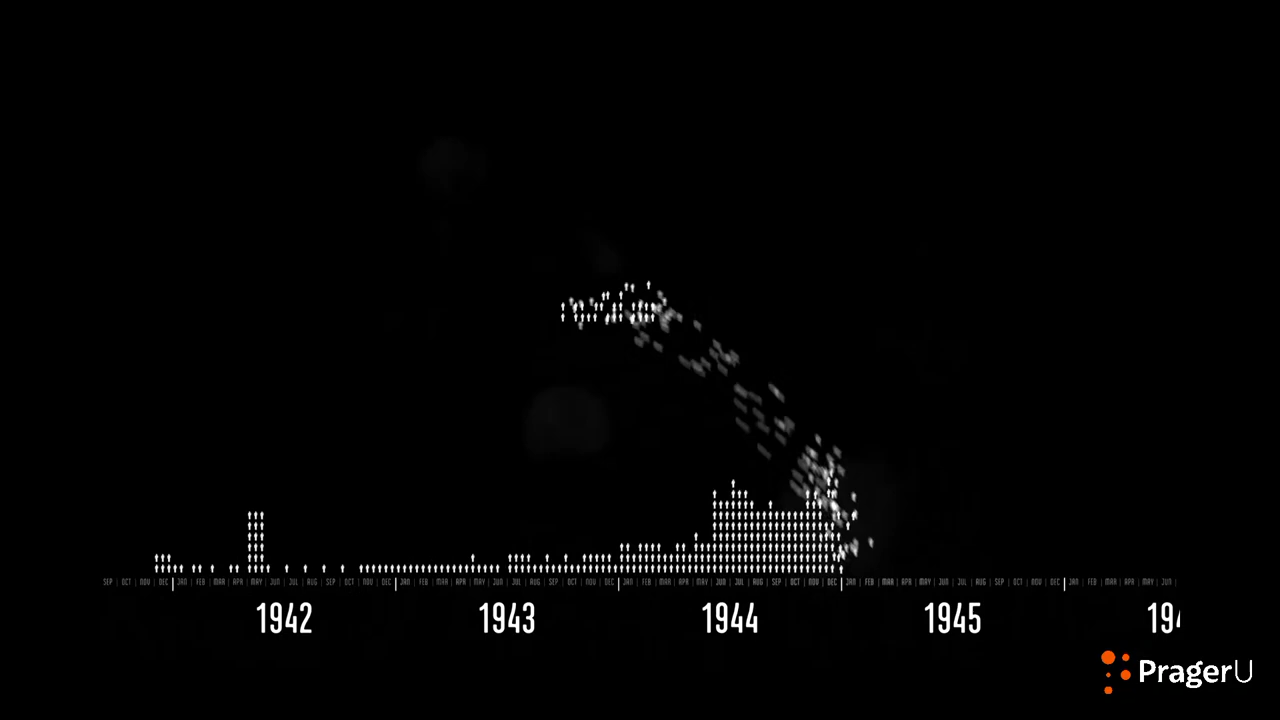 SEP | OCT | NOV | DEC | JAN | FEB | MAR | APR | MAY | JUN | JUL | AUG | SEP | OCT | NOV | DEC | JAN | FEB | MAR | APR | MAY | JUN | JUL | AUG | SEP | OCT | NOV | DEC | JAN | FEB | MAR | APR | MAY | JUN | JUL | AUG | SEP | OCT | NOV | DEC | JAN | FEB | MAR | APR | MAY | JUN | JUL | AUG | SEP | OCT | NOV | DEC | JAN | FEB | MAR | APR | MAY | JUN |
1942 1943 1944 1945 194
PragerU